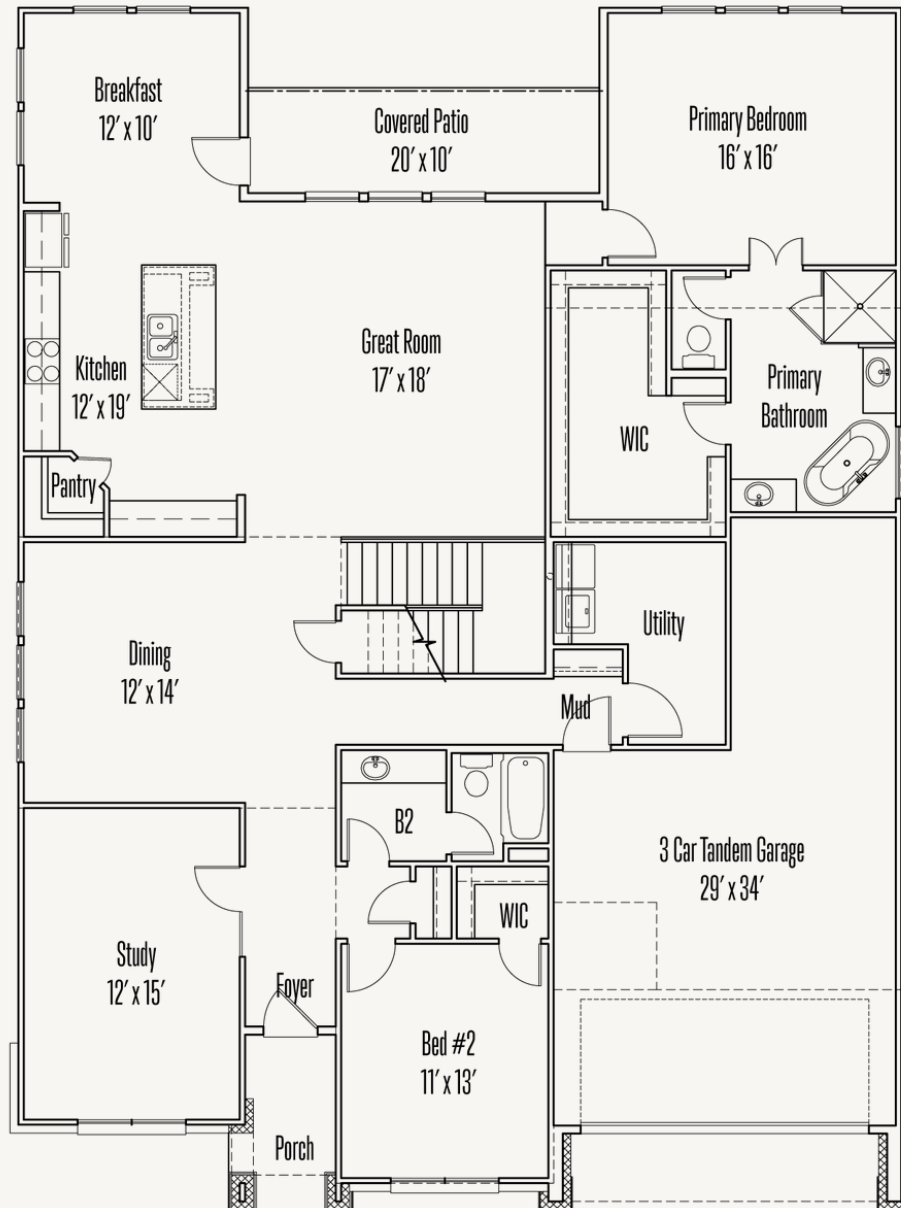 Breakfast
12' x 10'
Covered Patio
20' x 10'
Primary Bedroom
16' x 16'
Kitchen
12' x 19'
Great Room
17' x 18'
Primary
Bathroom
WIC
Pantry
Dining
12' x 14'
Utility
Mud
B2
3 Car Tandem Garage
29' x 34'
WIC
Study
12' x 15'
Foyer
Bed #2
11' x 13'
Porch